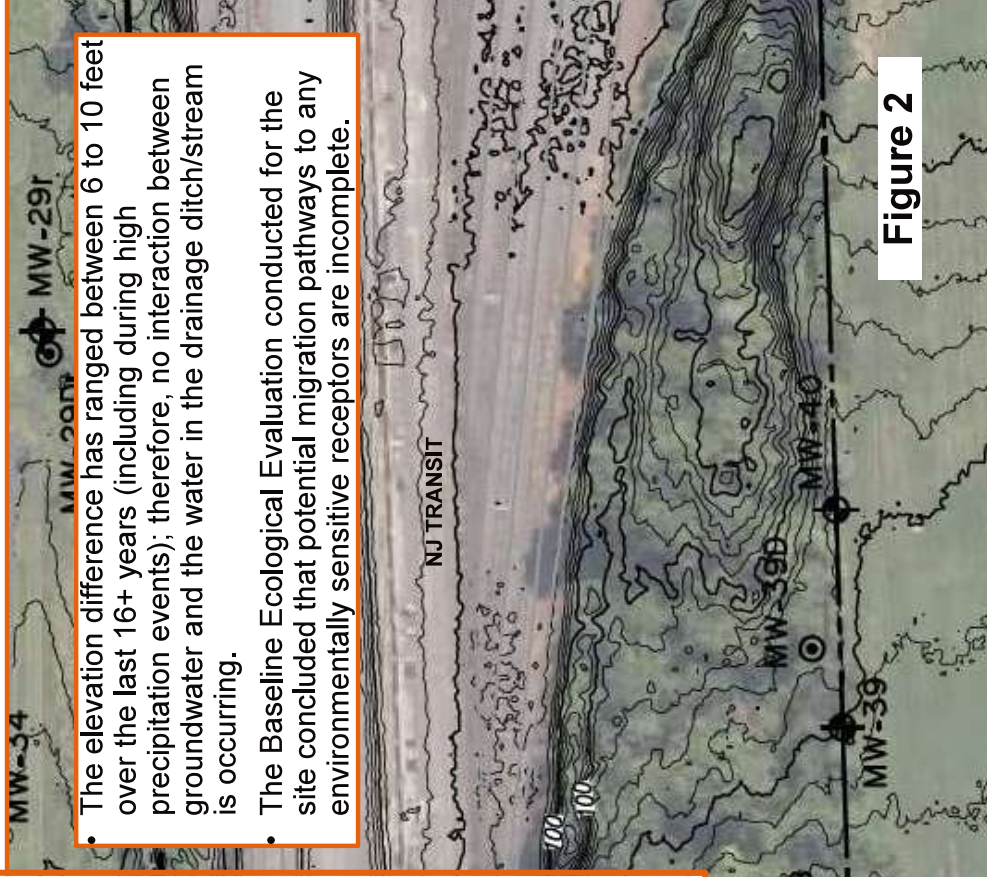 • The elevation difference has ranged between 6 to 10 feet
over the last 16+ years (including during high
precipitation events); therefore, no interaction between
groundwater and the water in the drainage ditch/stream
is occurring.
• The Baseline Ecological Evaluation conducted for the
site concluded that potential migration pathways to any
environmentally sensitive receptors are incomplete.
MW-34
MW-29r
NJ TRANSIT
100
100
MW-39D
MW-40
MW-39
Figure 2